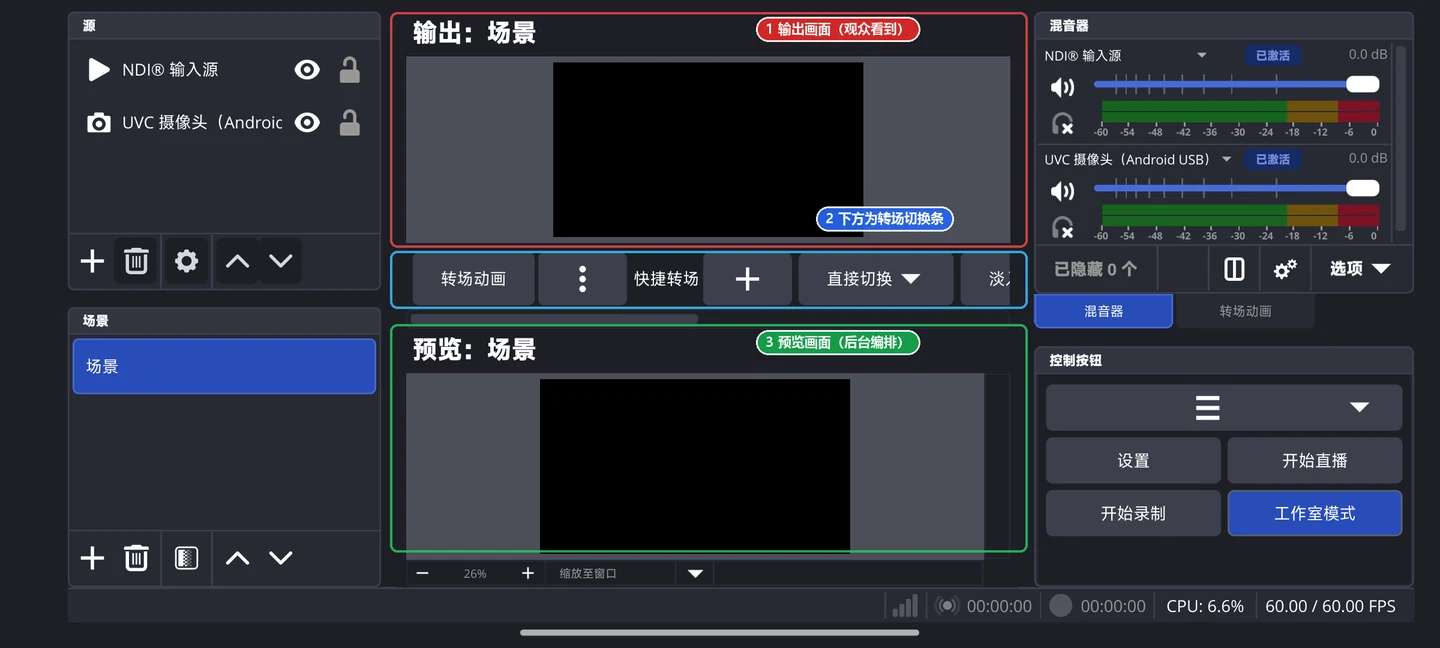 源
NDI® 输入源
UVC 摄像头（Androic
场景
场景
输出：场景
1 输出画面（观众看到）
2 下方为转场切换条
转场动画
快捷转场
直接切换
淡入
预览：场景
3 预览画面（后台编排）
26%
缩放至窗口
混音器
NDI® 输入源
已激活
0.0 dB
-60 -54 -48 -42 -36 -30 -24 -18 -12 -6 0
UVC 摄像头（Android USB）
已激活
0.0 dB
-60 -54 -48 -42 -36 -30 -24 -18 -12 -6 0
已隐藏 0 个
选项
混音器
转场动画
控制按钮
设置
开始直播
开始录制
工作室模式
00:00:00
00:00:00
CPU: 6.6%
60.00 / 60.00 FPS